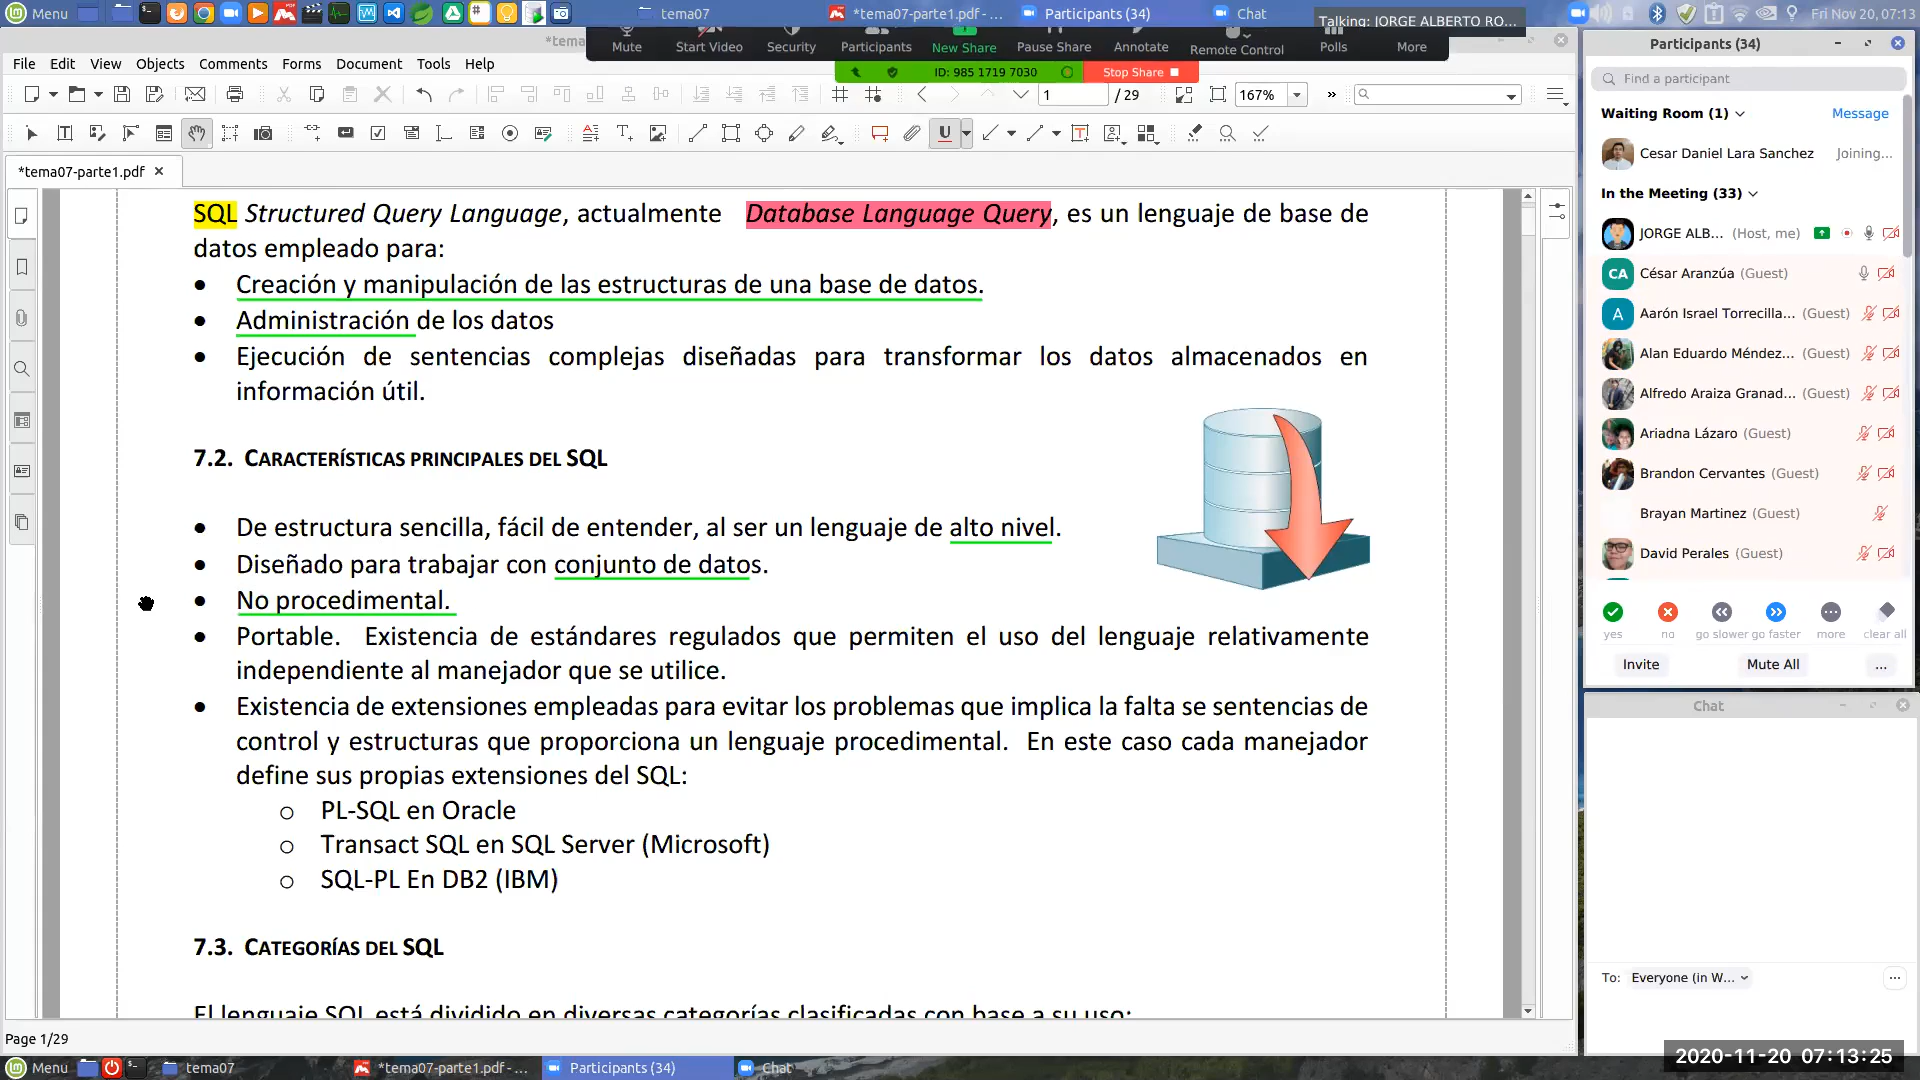 Menu
tema07
*tema07-parte1.pdf - ...
Participants (34)
Chat
Talking: JORGE ALBERTO RO...
Fri Nov 20, 07:13
*tema
Mute
Start Video
Security
Participants
New Share
Pause Share
Annotate
Remote Control
Polls
More
ID: 985 1719 7030
Stop Share
File Edit View Objects Comments Forms Document Tools Help
1 / 29
167%
*tema07-parte1.pdf
SQL Structured Query Language, actualmente Database Language Query, es un lenguaje de base de
datos empleado para:
• Creación y manipulación de las estructuras de una base de datos.
• Administración de los datos
• Ejecución de sentencias complejas diseñadas para transformar los datos almacenados en
información útil.
7.2. CARACTERÍSTICAS PRINCIPALES DEL SQL
• De estructura sencilla, fácil de entender, al ser un lenguaje de alto nivel.
• Diseñado para trabajar con conjunto de datos.
• No procedimental.
• Portable. Existencia de estándares regulados que permiten el uso del lenguaje relativamente
independiente al manejador que se utilice.
• Existencia de extensiones empleadas para evitar los problemas que implica la falta se sentencias de
control y estructuras que proporciona un lenguaje procedimental. En este caso cada manejador
define sus propias extensiones del SQL:
o PL-SQL en Oracle
o Transact SQL en SQL Server (Microsoft)
o SQL-PL En DB2 (IBM)
7.3. CATEGORÍAS DEL SQL
El lenguaje SQL está dividido en diversas categorías clasificadas con base a su uso:
Page 1/29
Participants (34)
Find a participant
Waiting Room (1)
Message
Cesar Daniel Lara Sanchez
Joining...
In the Meeting (33)
JORGE ALB... (Host, me)
CA César Aranzúa (Guest)
A Aarón Israel Torrecilla... (Guest)
Alan Eduardo Méndez... (Guest)
Alfredo Araiza Granad... (Guest)
Ariadna Lázaro (Guest)
Brandon Cervantes (Guest)
Brayan Martinez (Guest)
David Perales (Guest)
yes
no
go slower
go faster
more
clear all
Invite
Mute All
...
Chat
To: Everyone (in W...
Menu
tema07
*tema07-parte1.pdf - ...
Participants (34)
Chat
2020-11-20 07:13:25